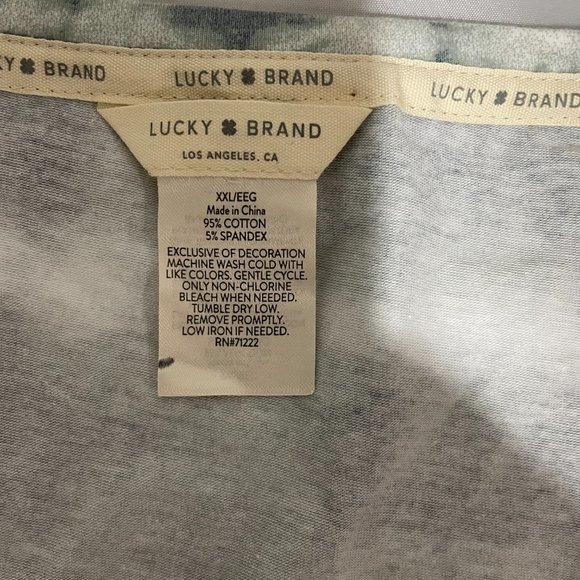 KY BRAND LUCKY BRAND LUCKY BRAND
LUCKY BRAND
LOS ANGELES, CA
XXL/EEG
Made in China
95% COTTON
5% SPANDEX
EXCLUSIVE OF DECORATION
MACHINE WASH COLD WITH
LIKE COLORS. GENTLE CYCLE.
ONLY NON-CHLORINE
BLEACH WHEN NEEDED.
TUMBLE DRY LOW.
REMOVE PROMPTLY.
LOW IRON IF NEEDED.
RN#71222